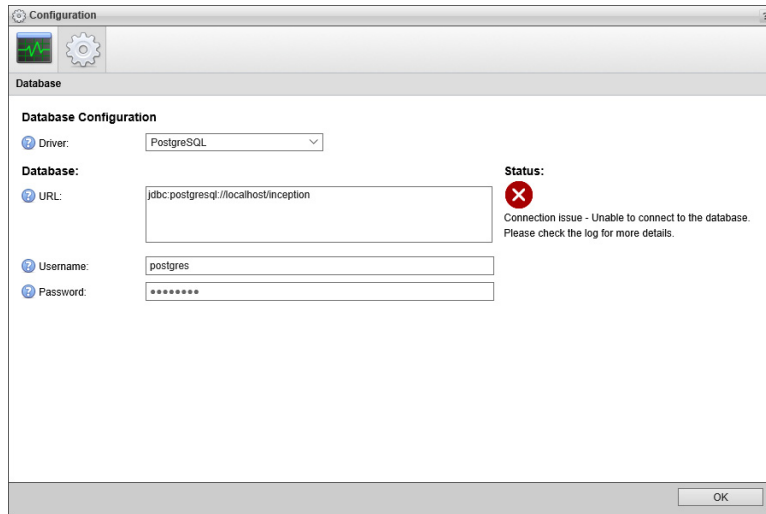 Configuration
Database
Database Configuration
Driver:
PostgreSQL
Database:
Status:
URL:
jdbc:postgresql://localhost/inception
Connection issue - Unable to connect to the database.
Please check the log for more details.
Username:
postgres
Password:
••••••••
OK